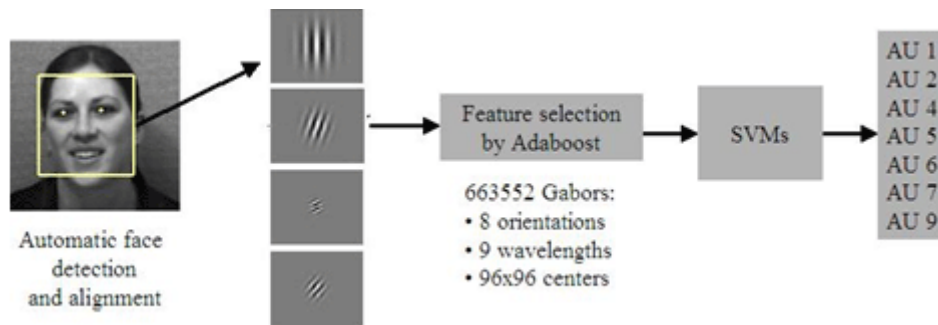 Automatic face
detection
and alignment
Feature selection
by Adaboost
663552 Gabors:
• 8 orientations
• 9 wavelengths
• 96x96 centers
SVMs
AU 1
AU 2
AU 4
AU 5
AU 6
AU 7
AU 9